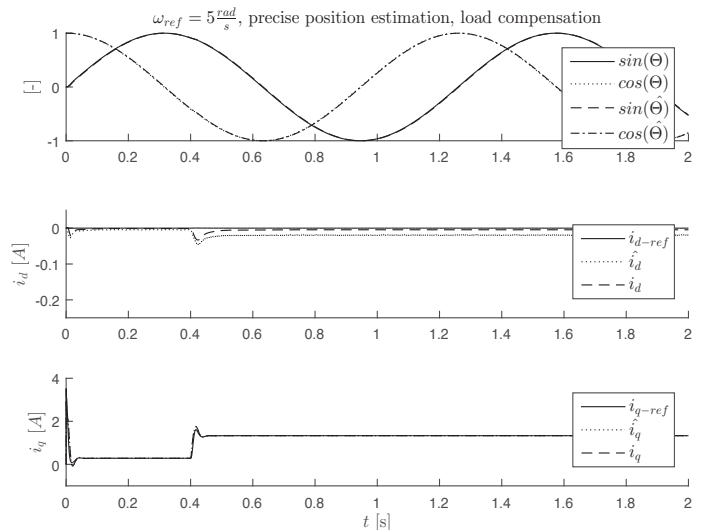 ω_ref = 5 rad/s, precise position estimation, load compensation
1
0
-1
[-]
sin(Θ)
cos(Θ)
sin(Θ̂)
cos(Θ̂)
0 0.2 0.4 0.6 0.8 1 1.2 1.4 1.6 1.8 2
0
-0.1
-0.2
i_d [A]
i_d-ref
î_d
i_d
0 0.2 0.4 0.6 0.8 1 1.2 1.4 1.6 1.8 2
4
2
0
i_q [A]
i_q-ref
î_q
i_q
0 0.2 0.4 0.6 0.8 1 1.2 1.4 1.6 1.8 2
t [s]